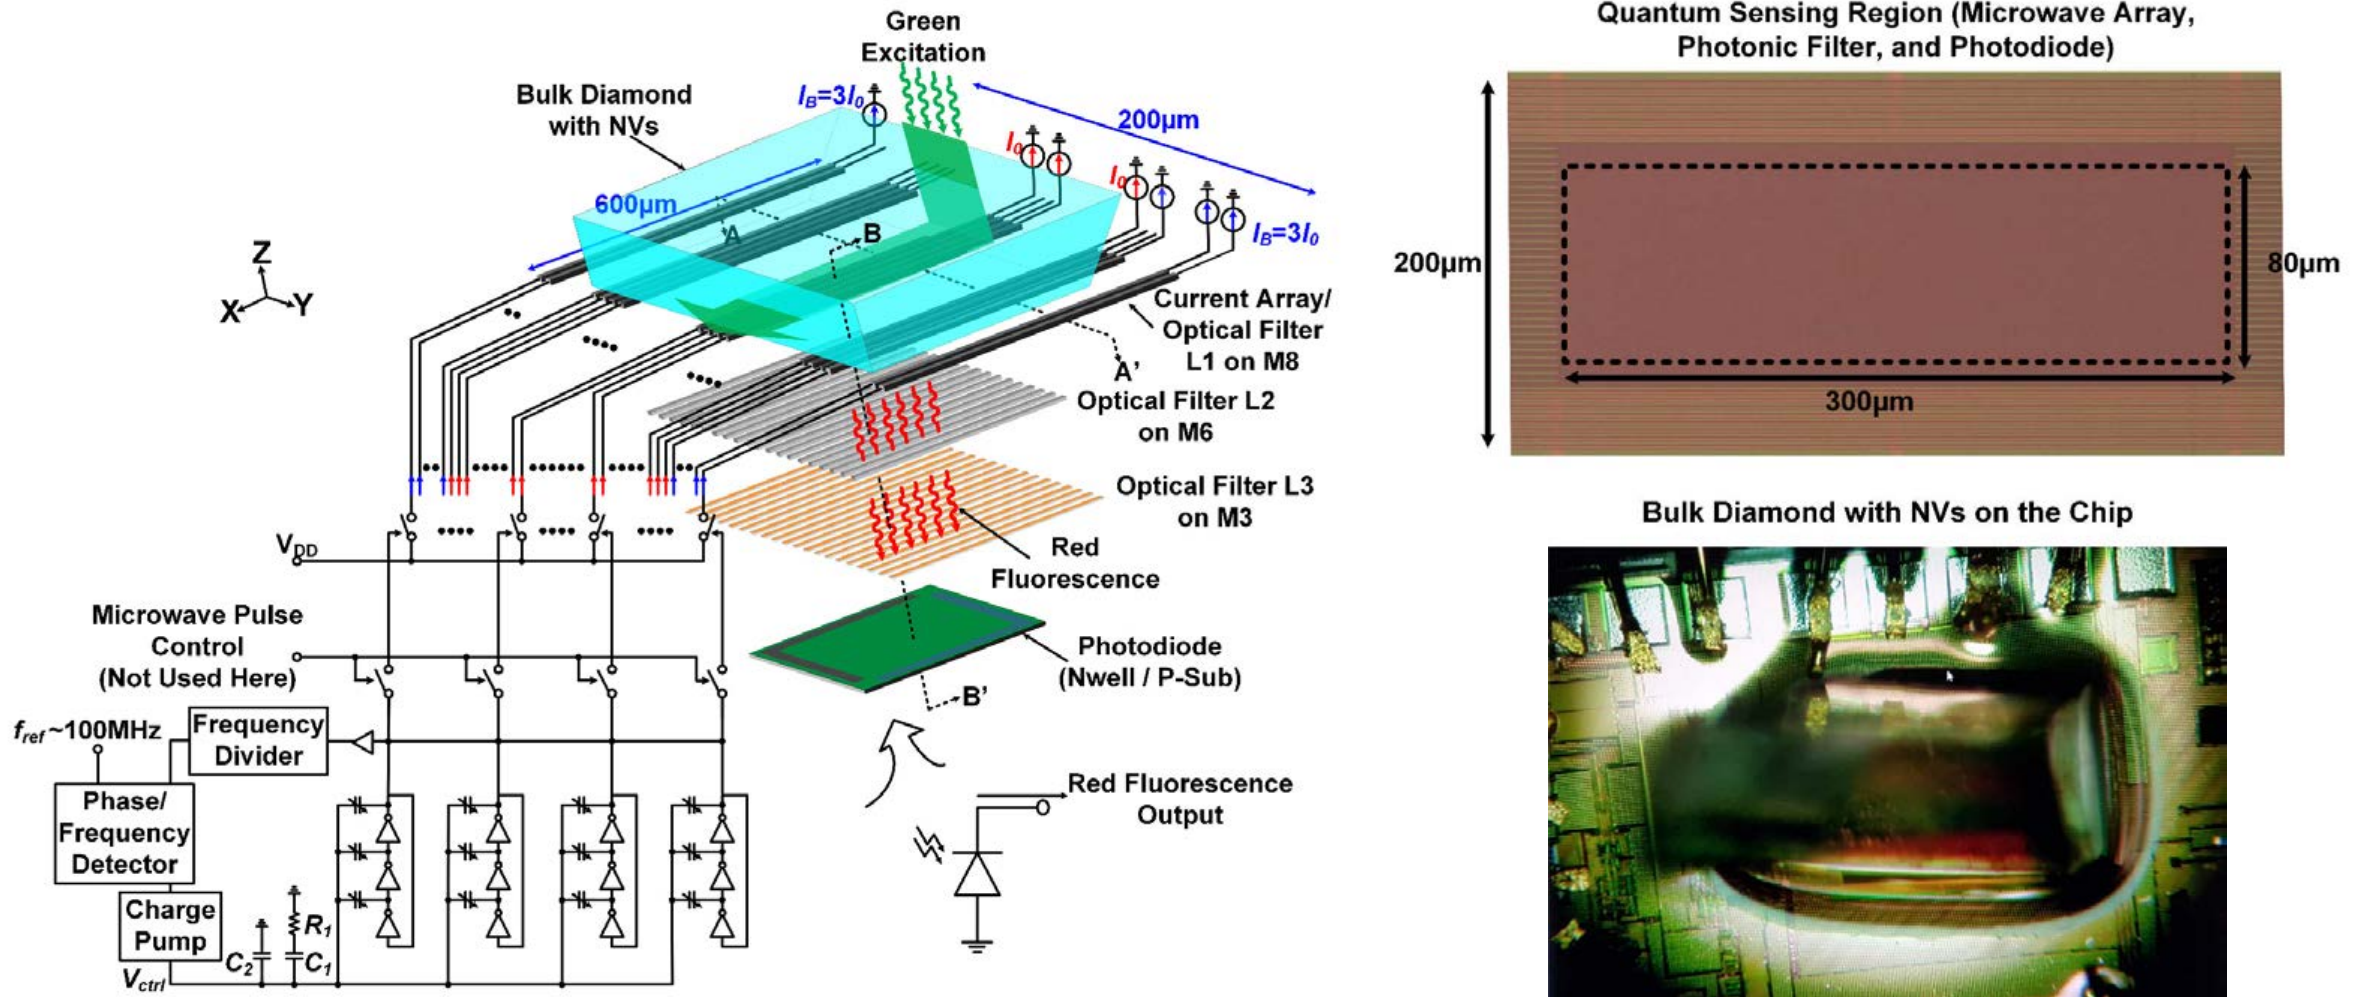 Green
Excitation
Bulk Diamond
with NVs
I_B=3I_0
200µm
I_0
I_0
600µm
A
B
I_B=3I_0
Z
X
Y
Current Array/
Optical Filter
L1 on M8
A'
Optical Filter L2
on M6
Optical Filter L3
on M3
Red
Fluorescence
V_DD
Microwave Pulse
Control
(Not Used Here)
Photodiode
(Nwell / P-Sub)
B'
f_ref ~100MHz
Frequency
Divider
Phase/
Frequency
Detector
Charge
Pump
R_1
C_2
C_1
V_ctrl
Red Fluorescence
Output
Quantum Sensing Region (Microwave Array,
Photonic Filter, and Photodiode)
200µm
80µm
300µm
Bulk Diamond with NVs on the Chip